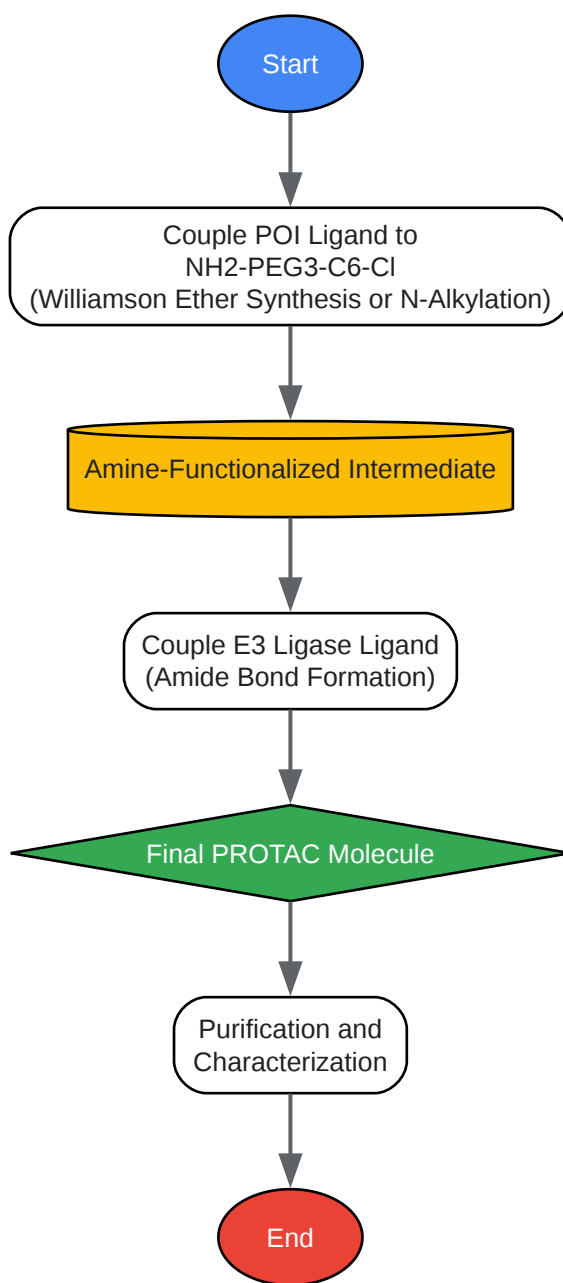 Start
Couple POI Ligand to
NH2-PEG3-C6-Cl
(Williamson Ether Synthesis or N-Alkylation)
Amine-Functionalized Intermediate
Couple E3 Ligase Ligand
(Amide Bond Formation)
Final PROTAC Molecule
Purification and
Characterization
End